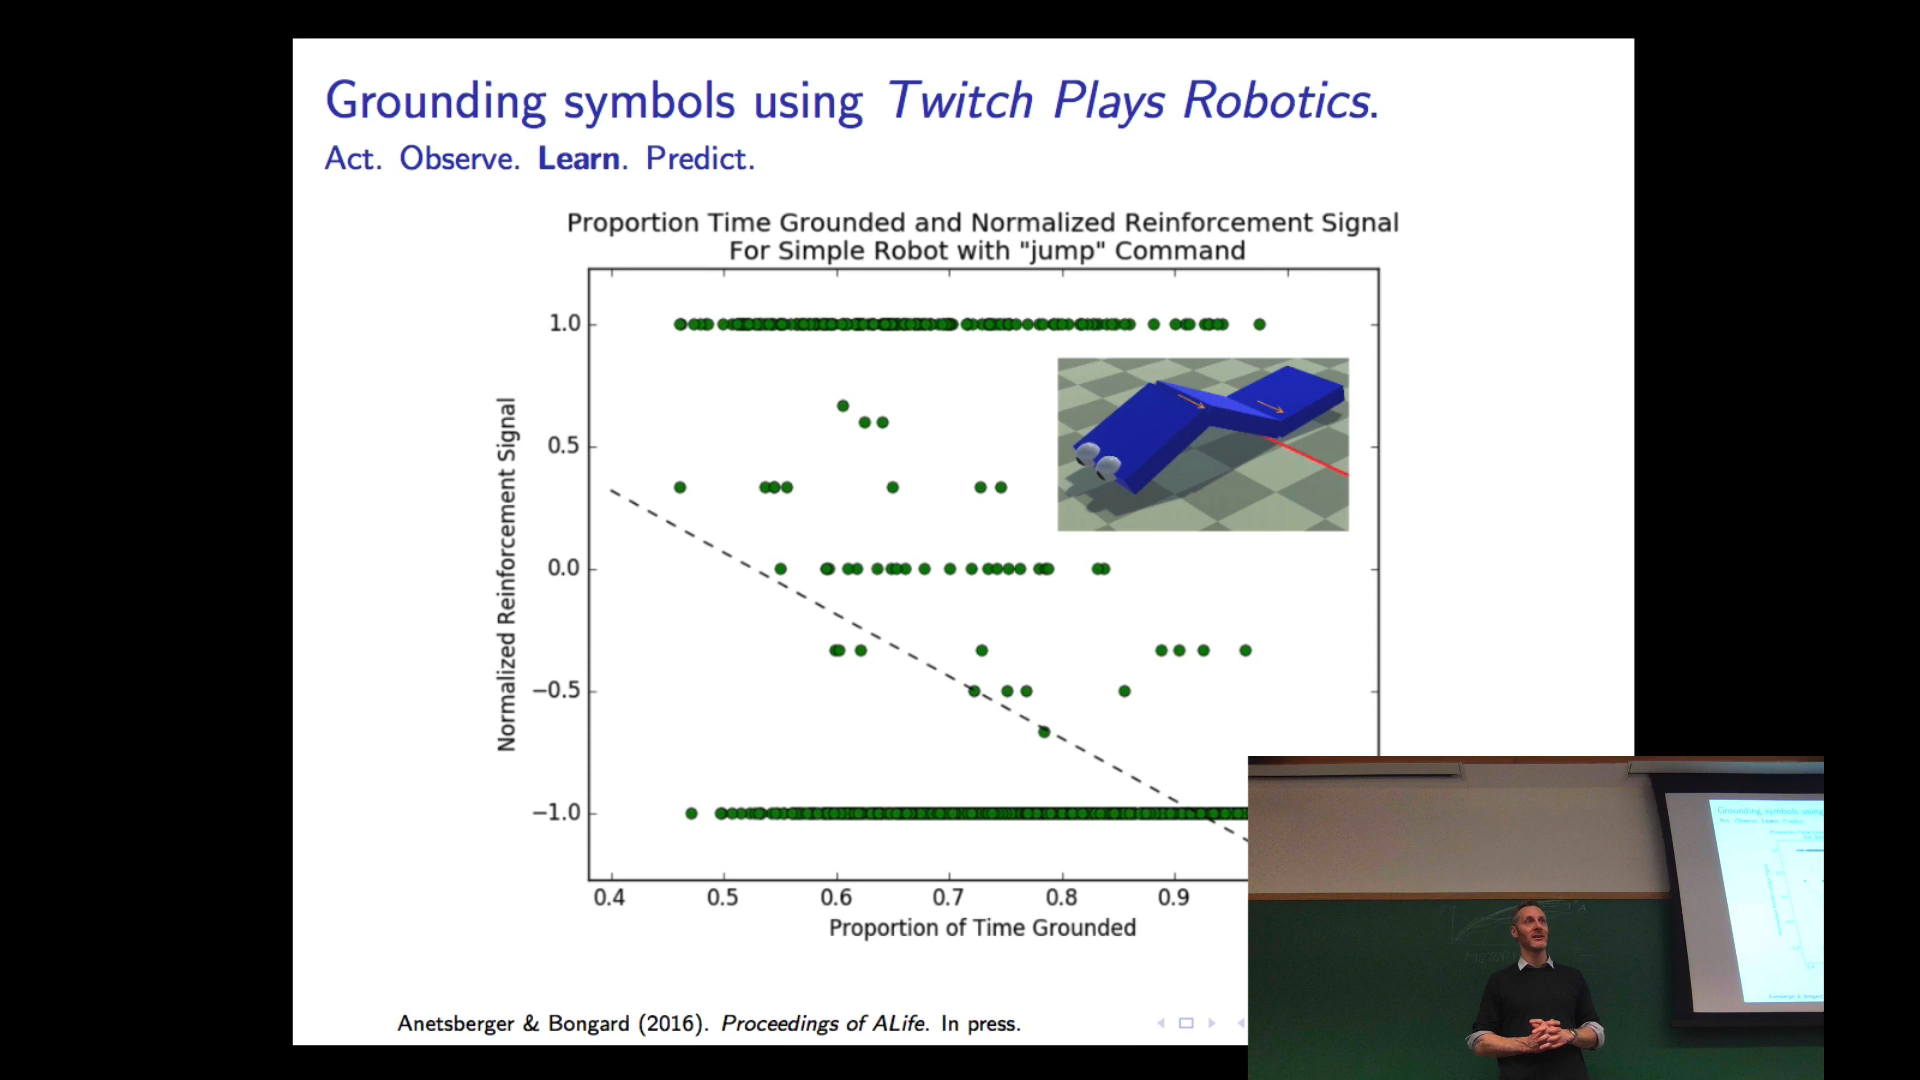 Grounding symbols using Twitch Plays Robotics.
Act. Observe. Learn. Predict.
Proportion Time Grounded and Normalized Reinforcement Signal
For Simple Robot with "jump" Command
Normalized Reinforcement Signal
1.0
0.5
0.0
−0.5
−1.0
0.4 0.5 0.6 0.7 0.8 0.9
Proportion of Time Grounded
Anetsberger & Bongard (2016). Proceedings of ALife. In press.
Grounding symbols using